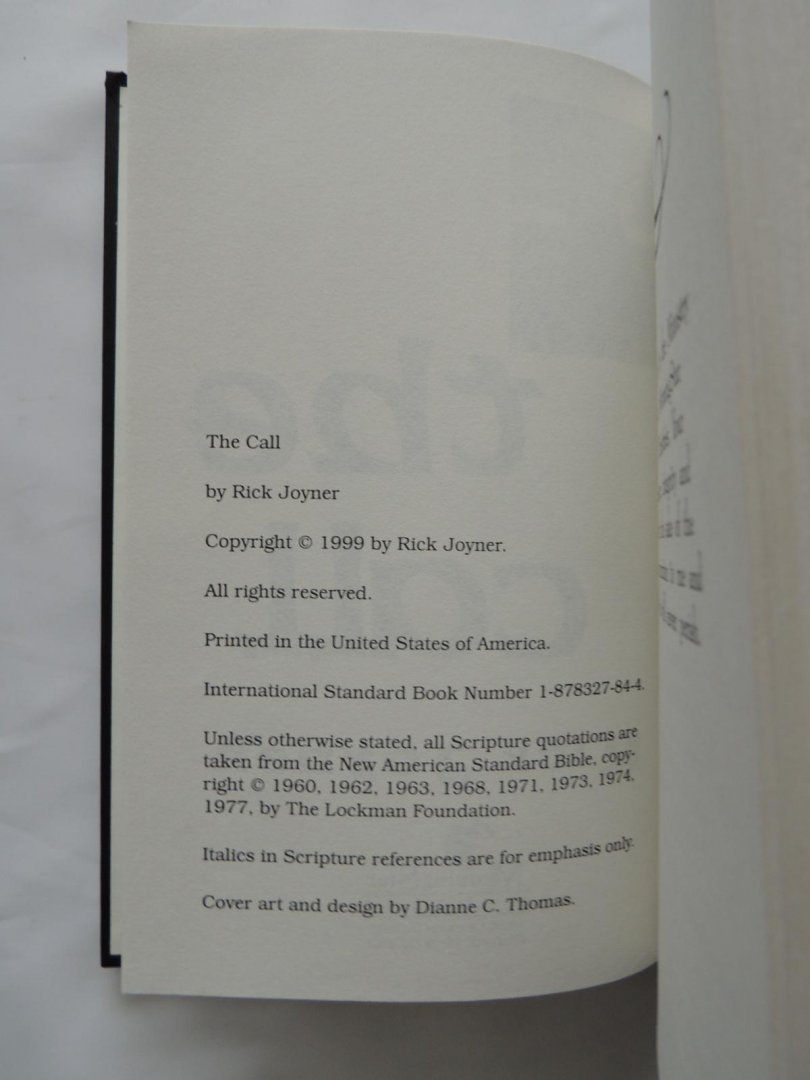 The Call
by Rick Joyner
Copyright © 1999 by Rick Joyner.
All rights reserved.
Printed in the United States of America.
International Standard Book Number 1-878327-84-4.
Unless otherwise stated, all Scripture quotations are
taken from the New American Standard Bible, copy-
right © 1960, 1962, 1963, 1968, 1971, 1973, 1974,
1977, by The Lockman Foundation.
Italics in Scripture references are for emphasis only.
Cover art and design by Dianne C. Thomas.